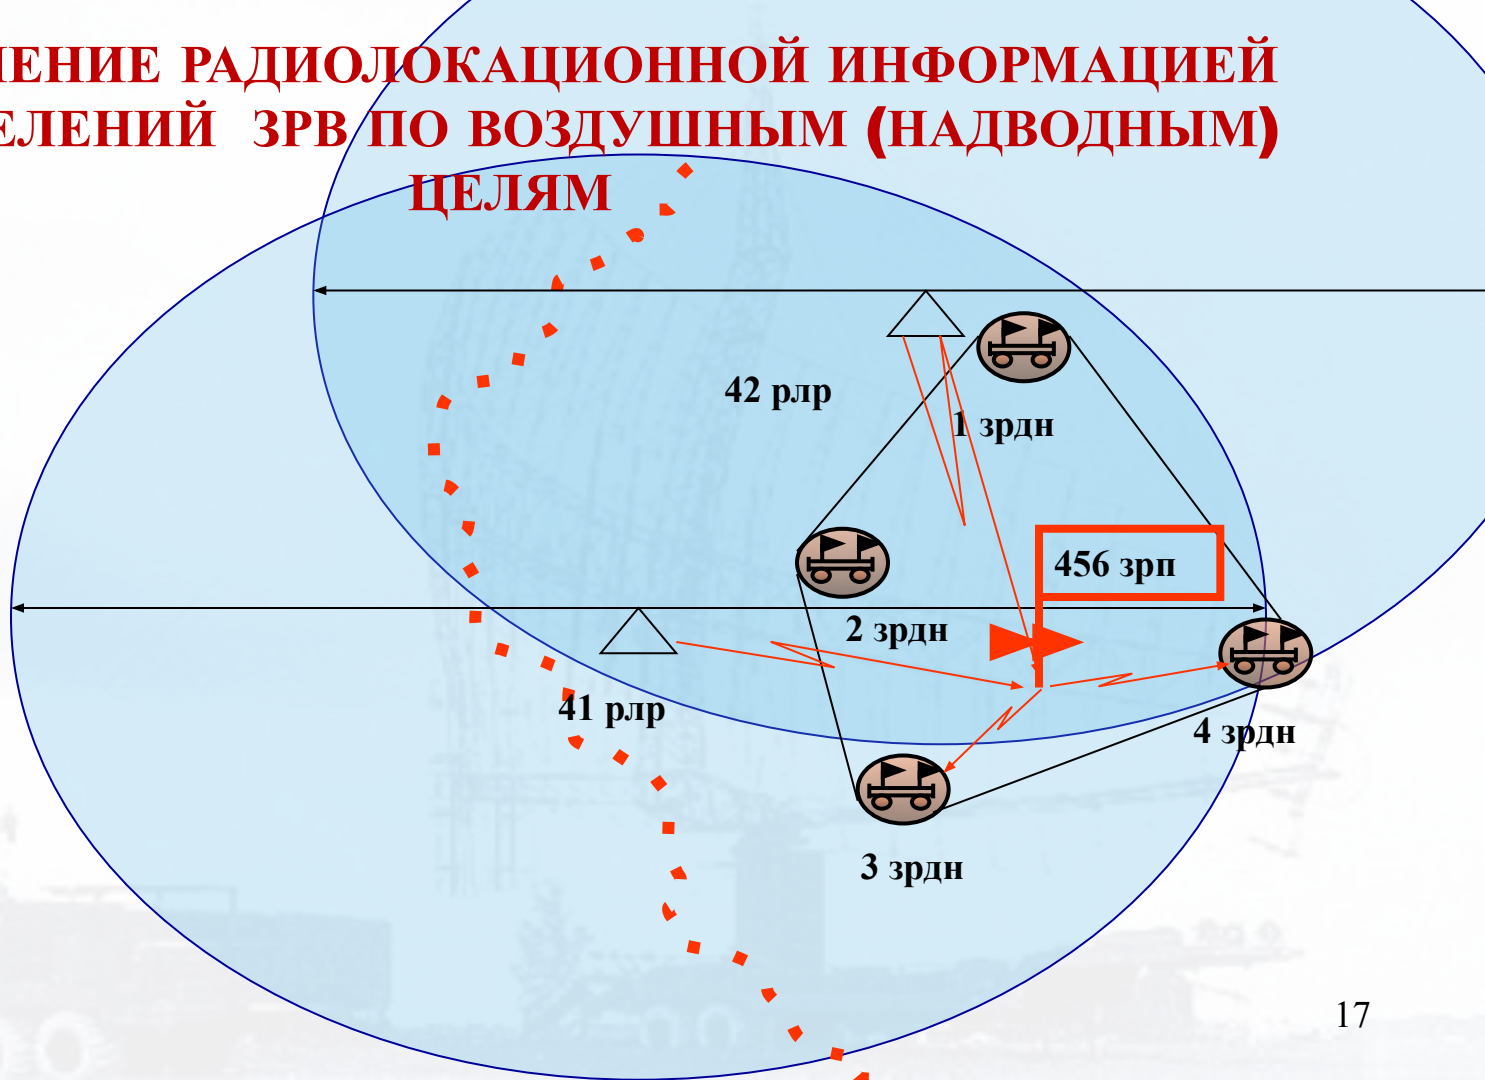 ЕНИЕ РАДИОЛОКАЦИОННОЙ ИНФОРМАЦИЕЙ
ЕЛЕНИЙ ЗРВ ПО ВОЗДУШНЫМ (НАДВОДНЫМ)
ЦЕЛЯМ
42 рлр
1 зрдн
456 зрп
2 зрдн
41 рлр
4 зрдн
3 зрдн
17